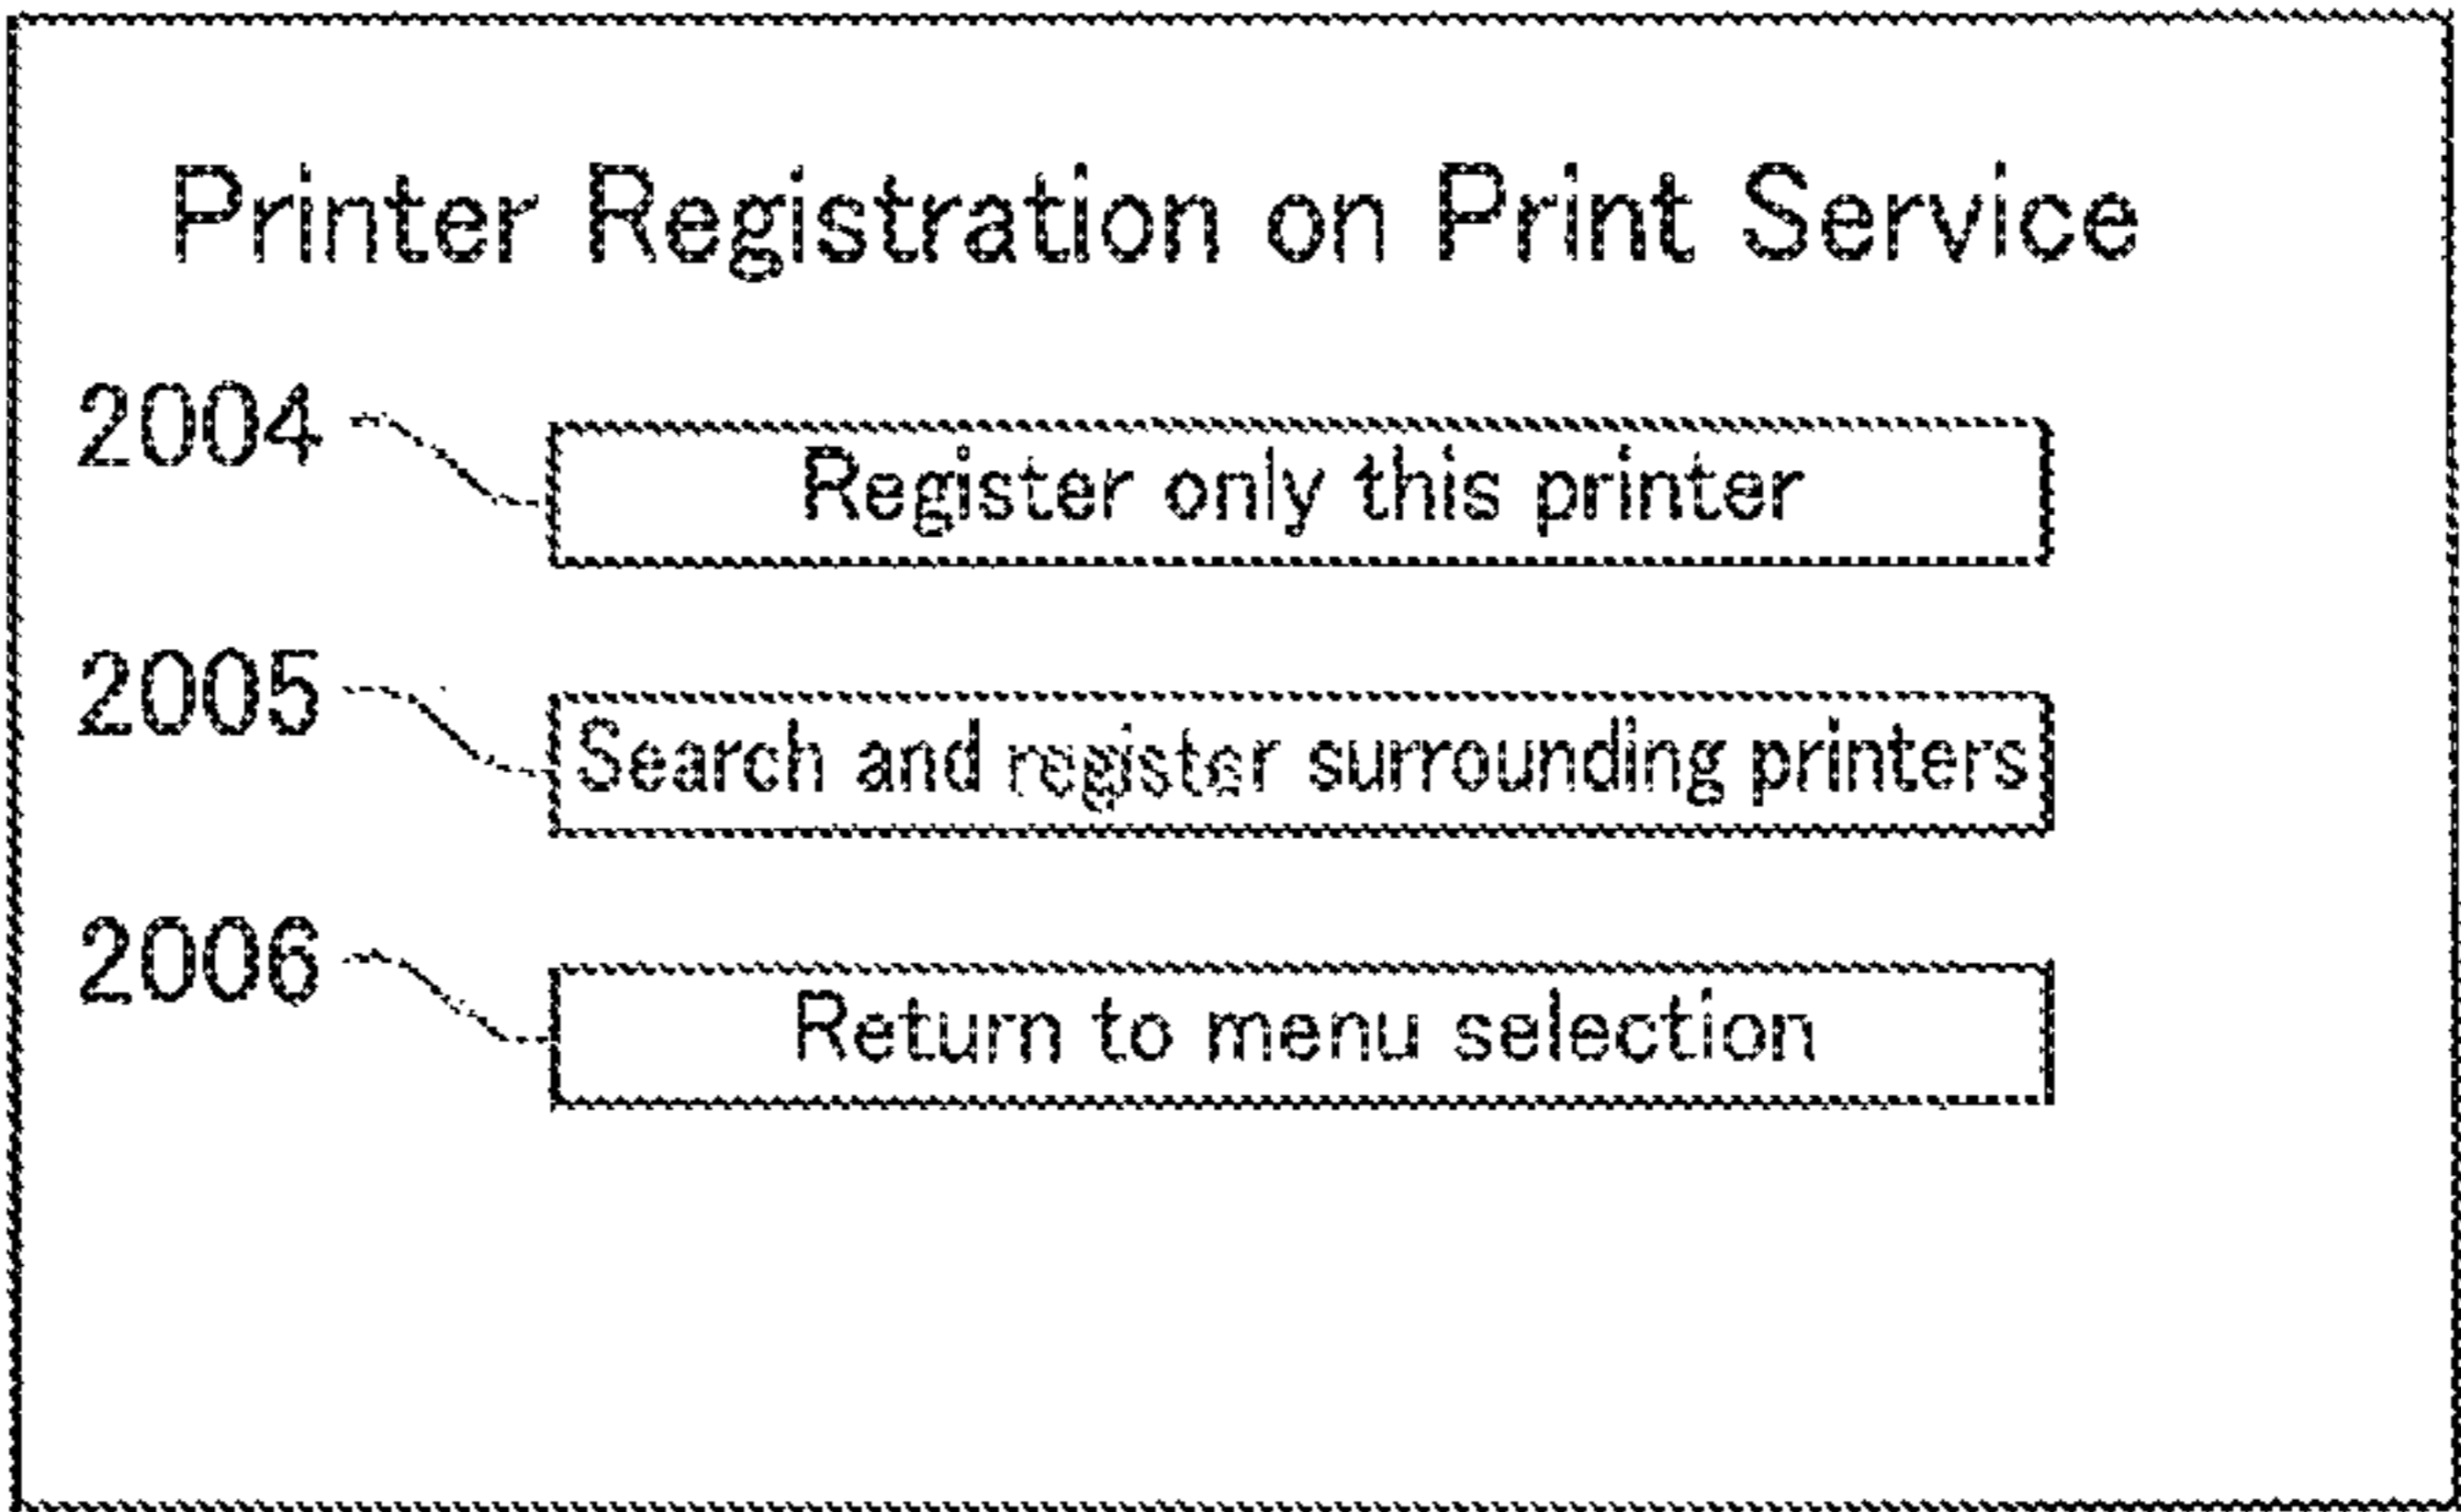 Printer Registration on Print Service
2004 Register only this printer
2005 Search and register surrounding printers
2006 Return to menu selection